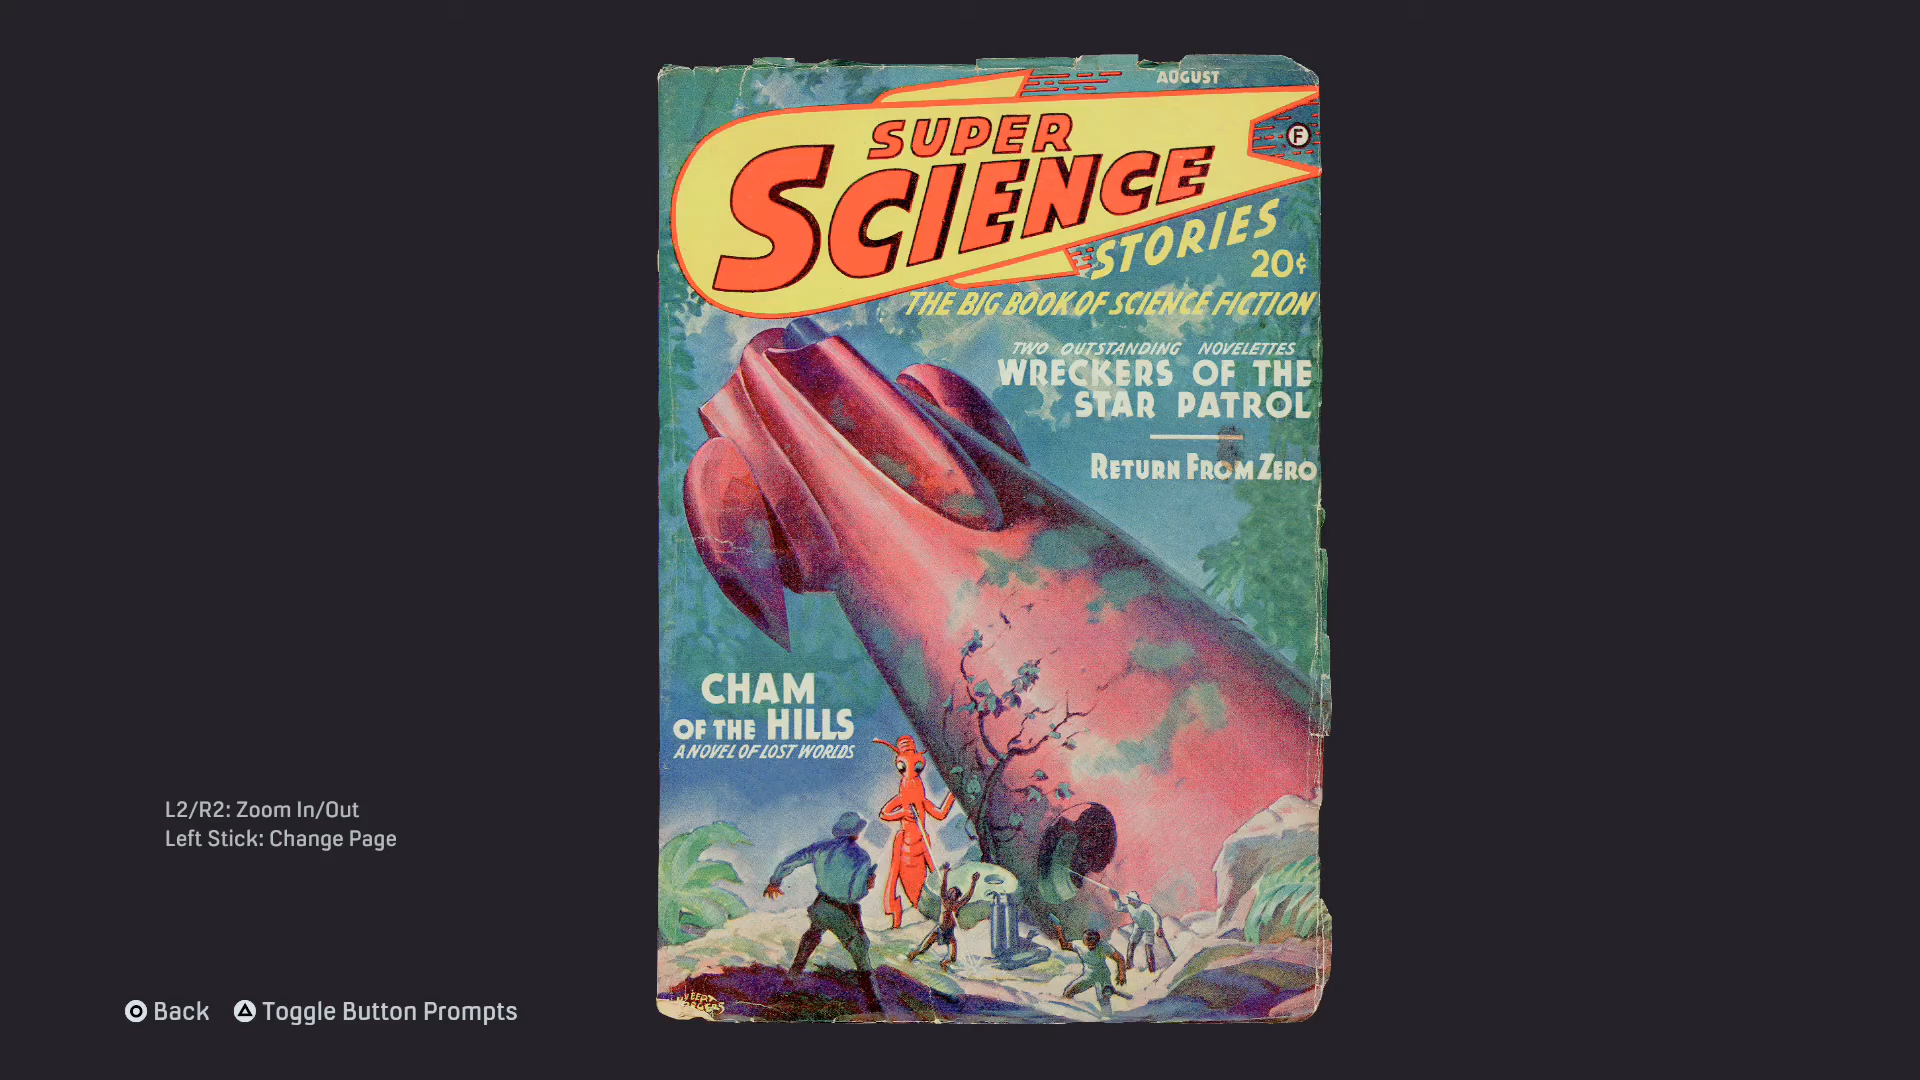 AUGUST
SUPER
SCIENCE
STORIES
F
20¢
THE BIG BOOK OF SCIENCE FICTION
TWO OUTSTANDING NOVELETTES
WRECKERS OF THE
STAR PATROL
RETURN FROM ZERO
CHAM
OF THE HILLS
A NOVEL OF LOST WORLDS
L2/R2: Zoom In/Out
Left Stick: Change Page
Back
Toggle Button Prompts